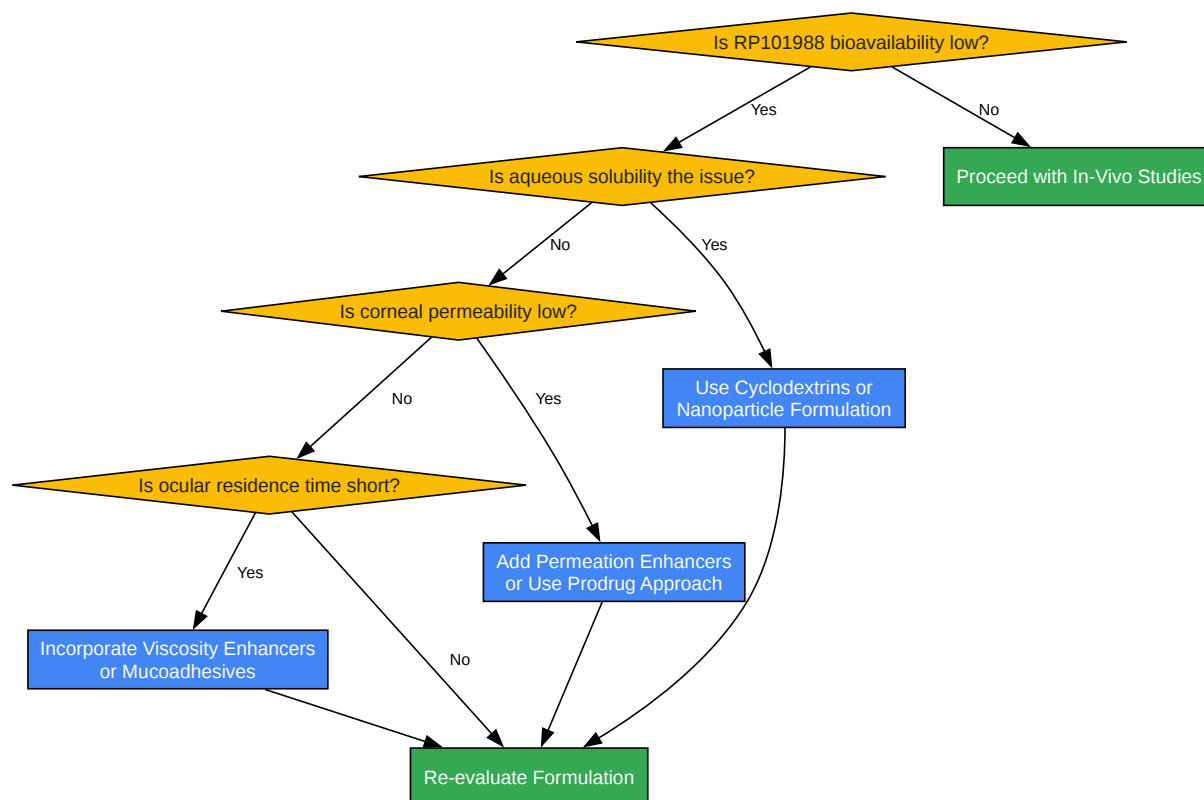 Is RP101988 bioavailability low?
Yes
No
Is aqueous solubility the issue?
Proceed with In-Vivo Studies
No
Yes
Is corneal permeability low?
No
Yes
Use Cyclodextrins or
Nanoparticle Formulation
Is ocular residence time short?
Yes
Add Permeation Enhancers
or Use Prodrug Approach
Incorporate Viscosity Enhancers
or Mucoadhesives
No
Re-evaluate Formulation